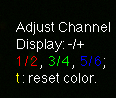 Adjust Channel
Display: -/+
1/2, 3/4, 5/6;
t: reset color.